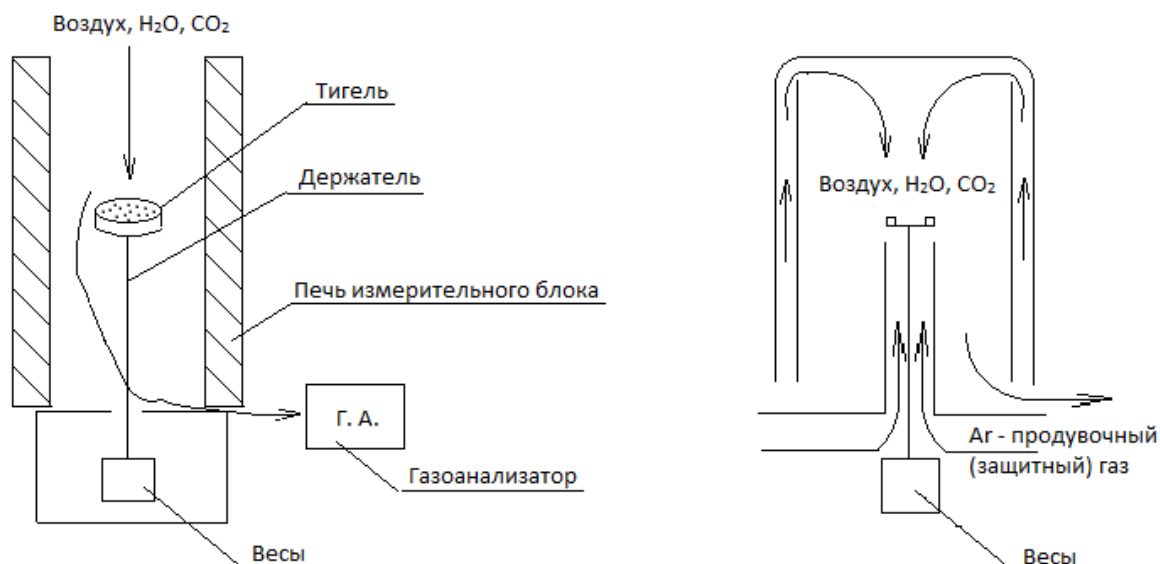 Воздух, H₂O, CO₂
Тигель
Держатель
Печь измерительного блока
Г. А.
Газоанализатор
Весы
Воздух, H₂O, CO₂
Ar - продувочный
(защитный) газ
Весы